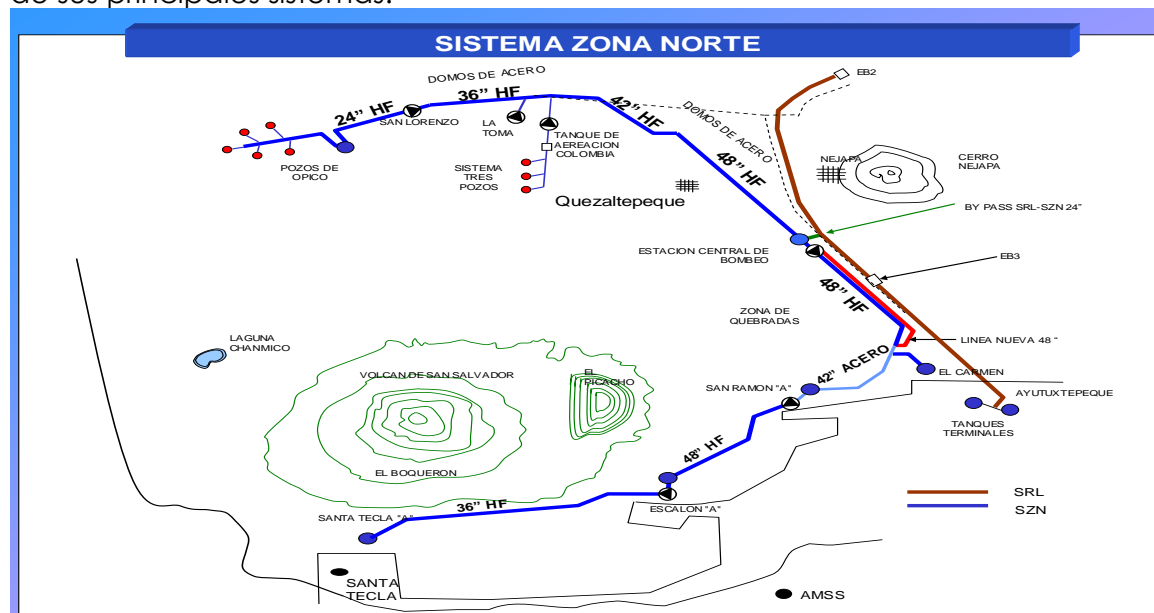 de sus principales sistemas.
SISTEMA ZONA NORTE
DOMOS DE ACERO
EB2
24” HF
36” HF
42” HF
SAN LORENZO
LA
TOMA
TANQUE DE
AEREACION
COLOMBIA
DOMOS DE ACERO
POZOS DE
OPICO
SISTEMA
TRES
POZOS
48” HF
NEJAPA
CERRO
NEJAPA
Quezaltepeque
BY PASS SRL-SZN 24”
ESTACION CENTRAL DE
BOMBEO
EB3
48” HF
ZONA DE
QUEBRADAS
LAGUNA
CHANMICO
LINEA NUEVA 48 “
42” ACERO
VOLCAN DE SAN SALVADOR
EL
PICACHO
EL CARMEN
SAN RAMON "A"
AYUTUXTEPEQUE
TANQUES
TERMINALES
48” HF
EL BOQUERON
36” HF
SRL
ESCALON "A"
SZN
SANTA TECLA "A"
SANTA
TECLA
AMSS